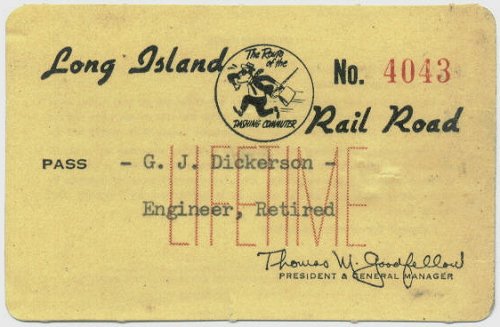 Long Island
The Route
of the
DASHING COMMUTER
No. 4043
Rail Road
PASS - G. J. Dickerson -
LIFETIME
Engineer, Retired
Thomas M. Goodfellow
PRESIDENT & GENERAL MANAGER